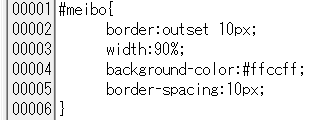 00001 #meibo{
00002     border:outset 10px;
00003     width:90%;
00004     background-color:#ffccff;
00005     border-spacing:10px;
00006 }